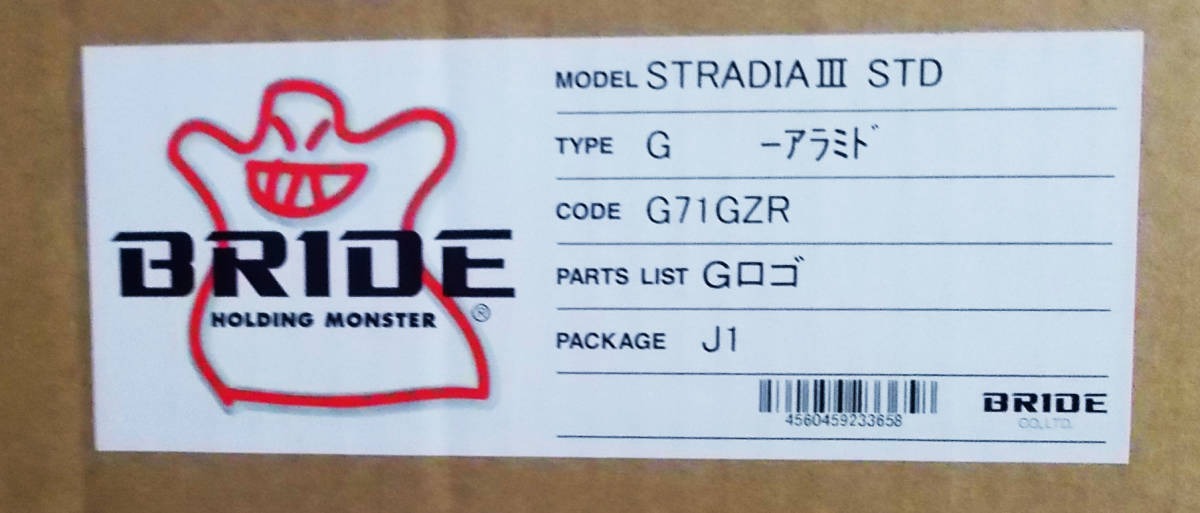 BRIDE
HOLDING MONSTER ®
MODEL STRADIAⅢ STD
TYPE G ーアラミド
CODE G71GZR
PARTS LIST Gロゴ
PACKAGE J1
4560459233658
BRIDE
CO.,LTD.